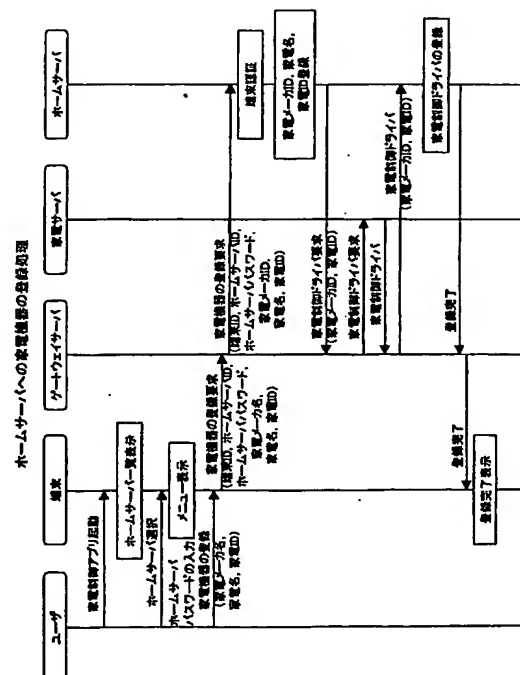 ホームサーバへの家電機器の登録処理
ユーザ
端末
ゲートウェイサーバ
家電サーバ
ホームサーバ
家電制御アプリ起動
ホームサーバ一覧表示
ホームサーバ選択
メニュー表示
ホームサーバ
パスワードの入力
家電機器の登録
(家電メーカ名,
家電名, 家電ID)
家電機器の登録要求
(端末ID, ホームサーバID,
ホームサーバパスワード,
家電メーカ名,
家電名, 家電ID)
家電機器の登録要求
(端末ID, ホームサーバID,
ホームサーバパスワード,
家電メーカID,
家電名, 家電ID)
端末認証
家電メーカID, 家電名,
家電ID登録
家電制御ドライバ要求
(家電メーカID, 家電ID)
家電制御ドライバ要求
家電制御ドライバ
家電制御ドライバ
(家電メーカID, 家電ID)
家電制御ドライバの登録
登録完了
登録完了
登録完了表示